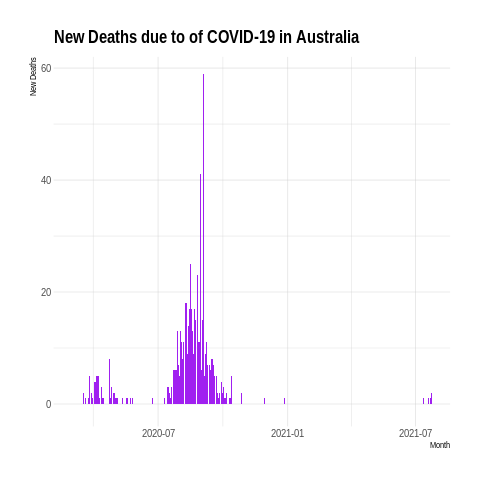 New Deaths due to of COVID-19 in Australia
New Deaths
60
40
20
0
2020-07
2021-01
2021-07
Month